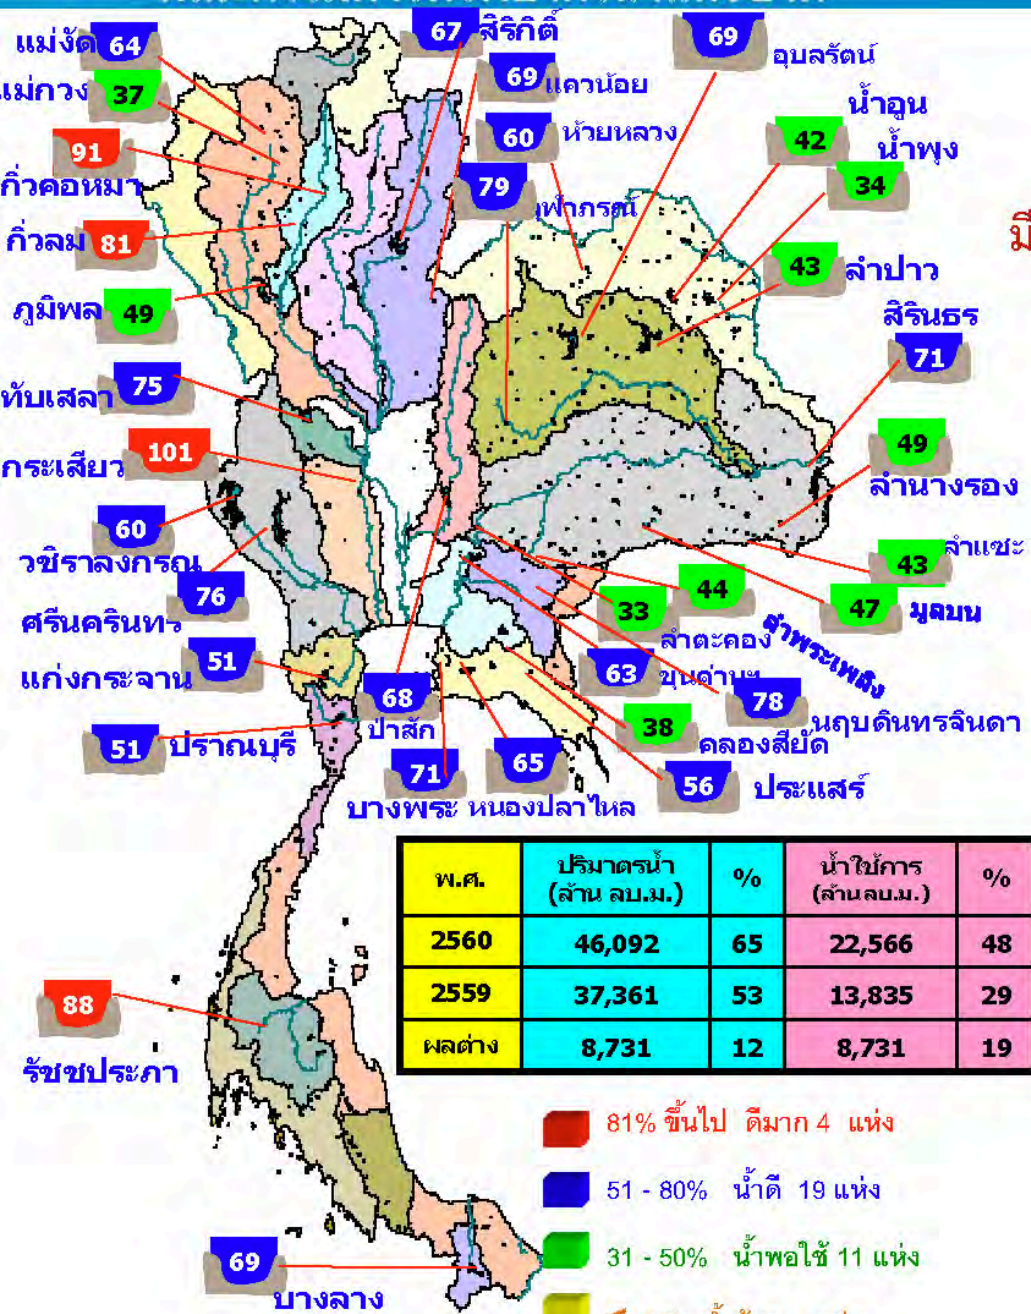 แม่งัด 64
67 สิริกิติ์
69 อุบลรัตน์
แม่กวง 37
69 แควน้อย
60 ห้วยหลวง
น้ำอูน 42
น้ำพุง 34
91
กิ่วคอหมา
79 จุฬาภรณ์
กิ่วลม 81
43 ลำปาว
มี
ภูมิพล 49
สิรินธร
71
ทับเสลา 75
กระเสียว 101
49
ลำนางรอง
60
วชิราลงกรณ
ลำแซะ 43
76
ศรีนครินทร
44
ลำพระเพลิง
47 มูลบน
33
ลำตะคอง
แก่งกระจาน 51
63 ขุนด่านฯ
78 นฤบดินทรจินดา
68
ป่าสัก
51 ปราณบุรี
38 คลองสียัด
71
บางพระ
65
หนองปลาไหล
56 ประแสร์
พ.ศ. ปริมาตรน้ำ (ล้าน ลบ.ม.) % น้ำใช้การ (ล้านลบ.ม.) %
2560 46,092 65 22,566 48
2559 37,361 53 13,835 29
ผลต่าง 8,731 12 8,731 19
88
รัชชประภา
81% ขึ้นไป ดีมาก 4 แห่ง
51 - 80% น้ำดี 19 แห่ง
31 - 50% น้ำพอใช้ 11 แห่ง
69
บางลาง